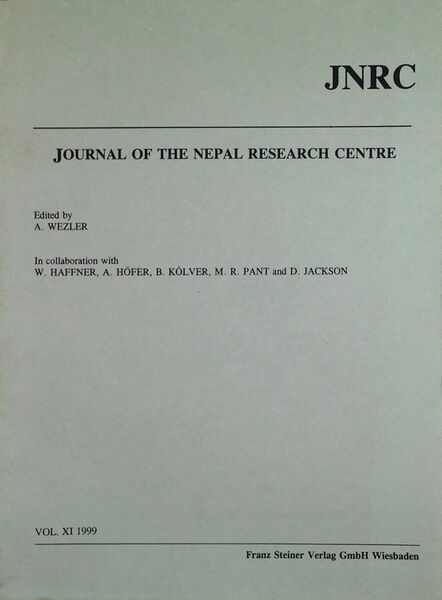 JNRC
JOURNAL OF THE NEPAL RESEARCH CENTRE
Edited by
A. WEZLER
In collaboration with
W. HAFFNER, A. HÖFER, B. KÖLVER, M. R. PANT and D. JACKSON
VOL. XI 1999
Franz Steiner Verlag GmbH Wiesbaden